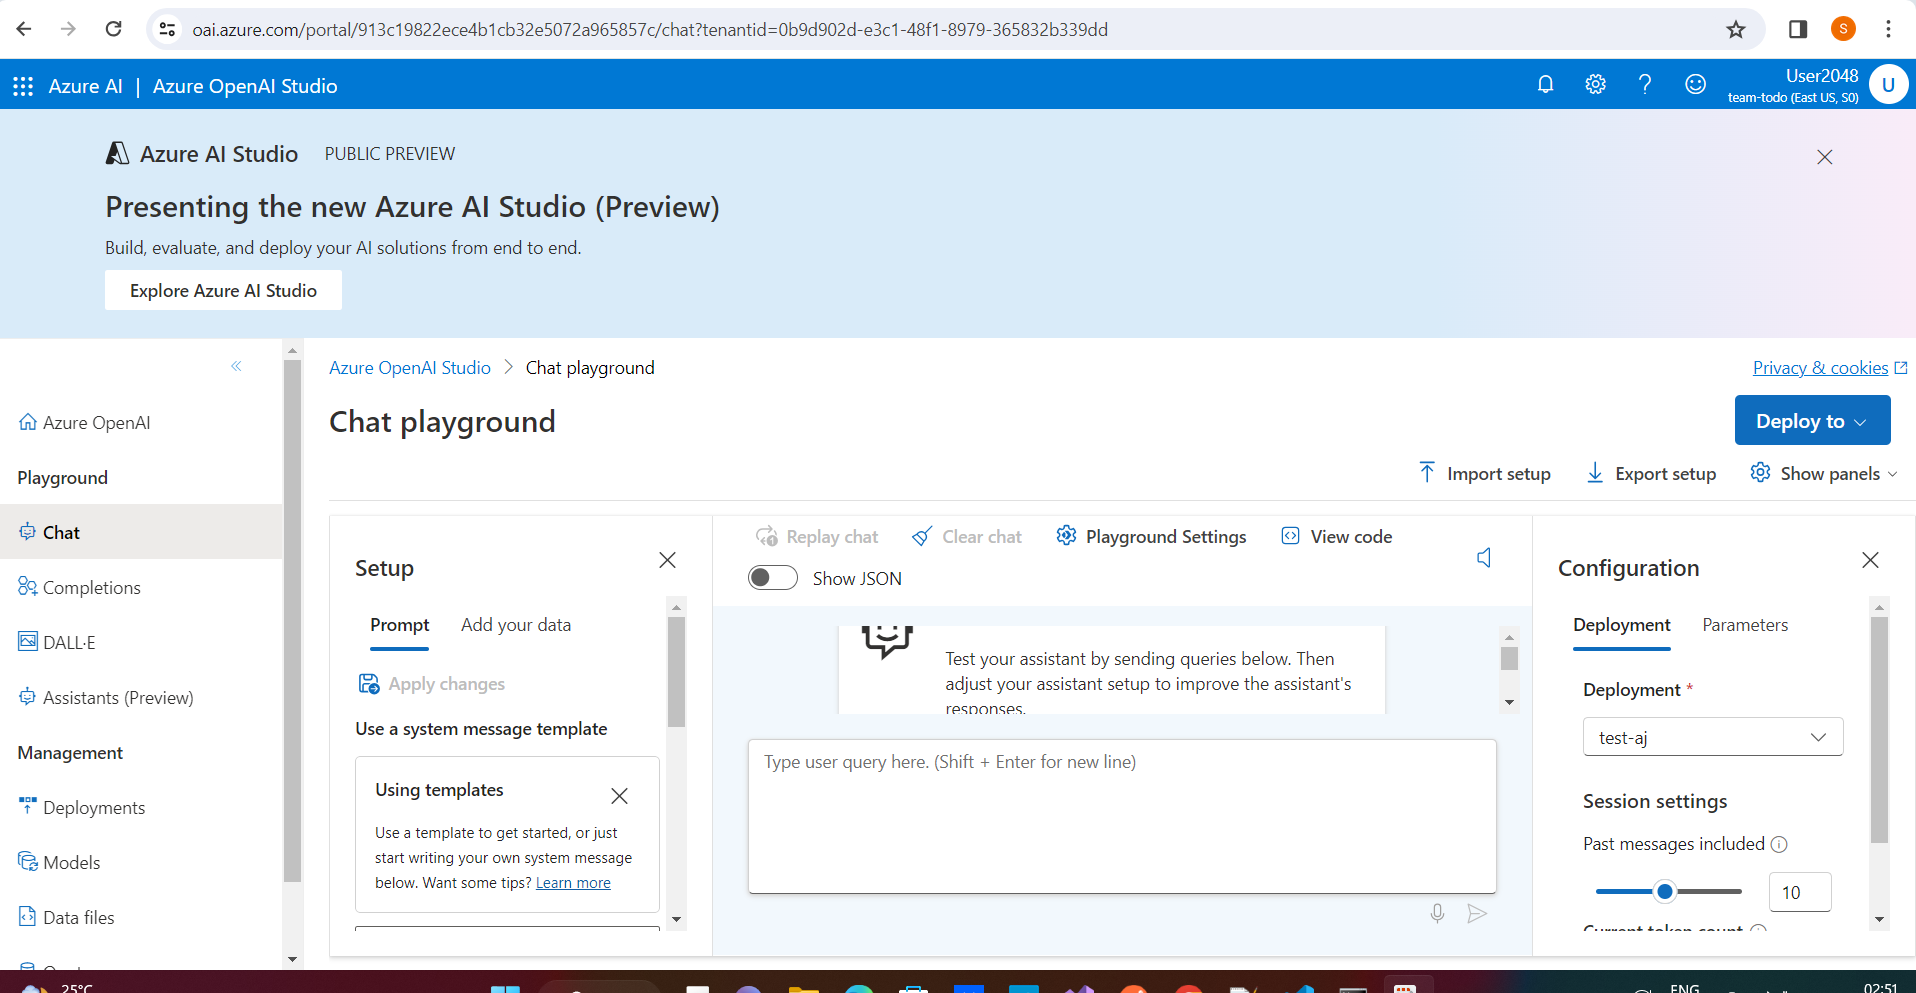 oai.azure.com/portal/913c19822ece4b1cb32e5072a965857c/chat?tenantid=0b9d902d-e3c1-48f1-8979-365832b339dd
S
Azure AI | Azure OpenAI Studio
User2048
team-todo (East US, S0)
U
Azure AI Studio PUBLIC PREVIEW
Presenting the new Azure AI Studio (Preview)
Build, evaluate, and deploy your AI solutions from end to end.
Explore Azure AI Studio
Azure OpenAI
Playground
Chat
Completions
DALL·E
Assistants (Preview)
Management
Deployments
Models
Data files
Azure OpenAI Studio > Chat playground
Privacy & cookies
Chat playground
Deploy to
Import setup
Export setup
Show panels
Setup
Prompt
Add your data
Apply changes
Use a system message template
Using templates
Use a template to get started, or just
start writing your own system message
below. Want some tips? Learn more
Replay chat
Clear chat
Playground Settings
View code
Show JSON
Test your assistant by sending queries below. Then
adjust your assistant setup to improve the assistant's
responses.
Type user query here. (Shift + Enter for new line)
Configuration
Deployment
Parameters
Deployment *
test-aj
Session settings
Past messages included
10
Current token count
25°C
ENG
02:51